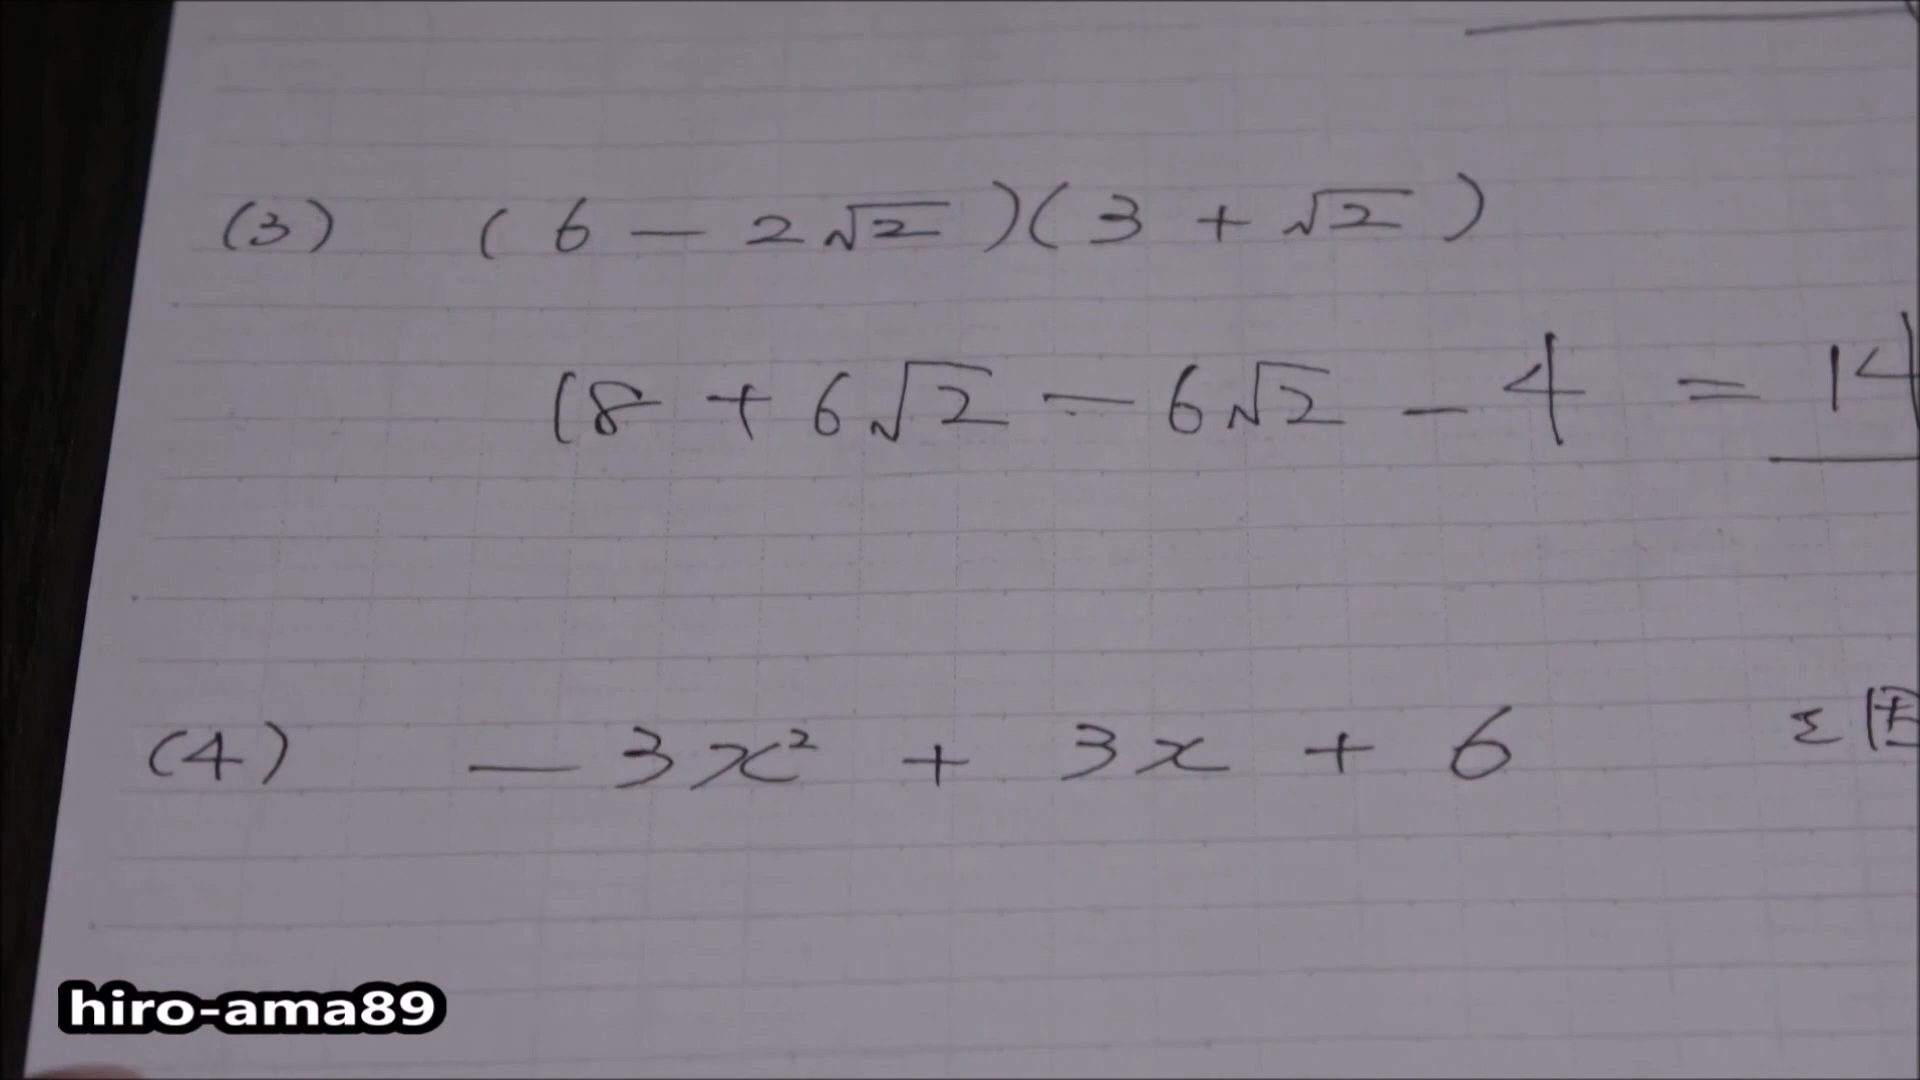 (3) (6 − 2√2)(3 + √2)
18 + 6√2 − 6√2 − 4 = 14
(4) −3x² + 3x + 6 を
hiro-ama89